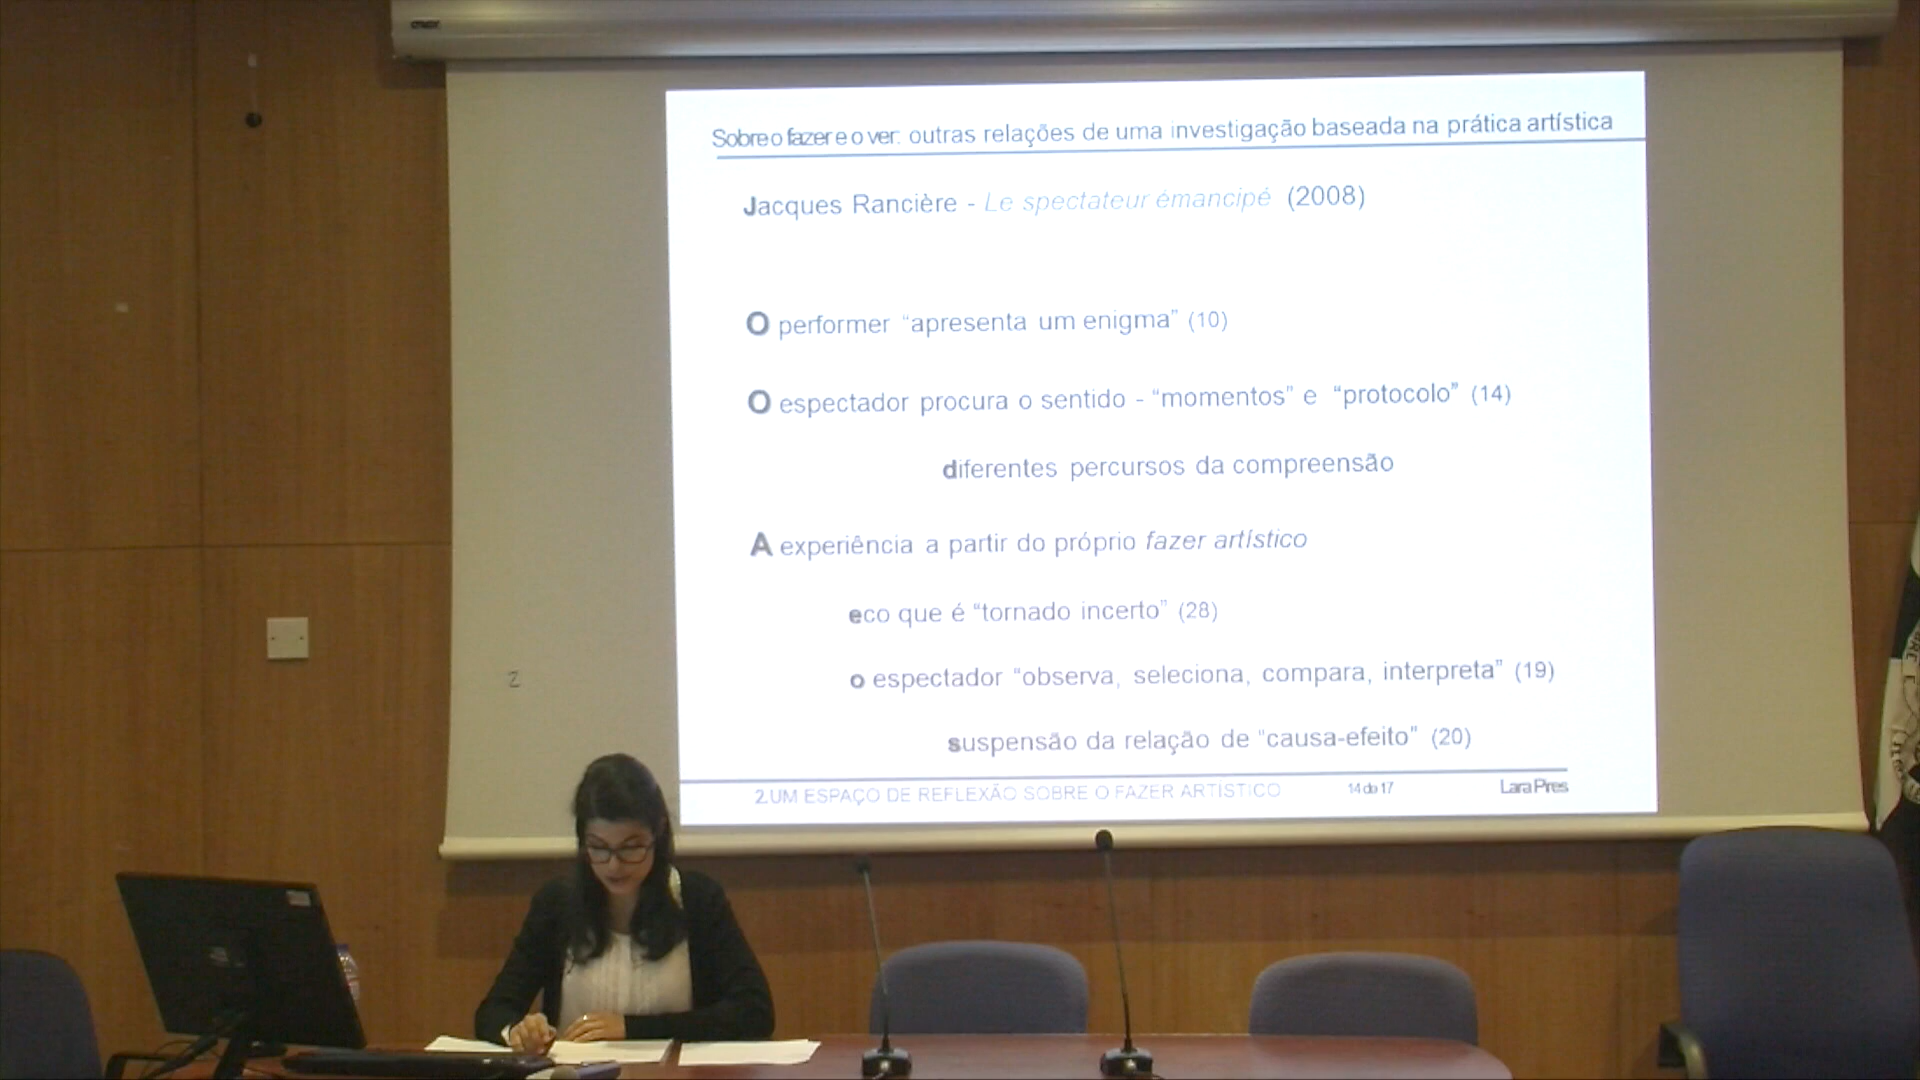 Sobre o fazer e o ver: outras relações de uma investigação baseada na prática artística
Jacques Rancière - Le spectateur émancipé (2008)
O performer “apresenta um enigma” (10)
O espectador procura o sentido - “momentos” e “protocolo” (14)
diferentes percursos da compreensão
A experiência a partir do próprio fazer artístico
eco que é “tornado incerto” (28)
o espectador “observa, seleciona, compara, interpreta” (19)
suspensão da relação de “causa-efeito” (20)
2.UM ESPAÇO DE REFLEXÃO SOBRE O FAZER ARTÍSTICO 14 do 17 Lara Pires